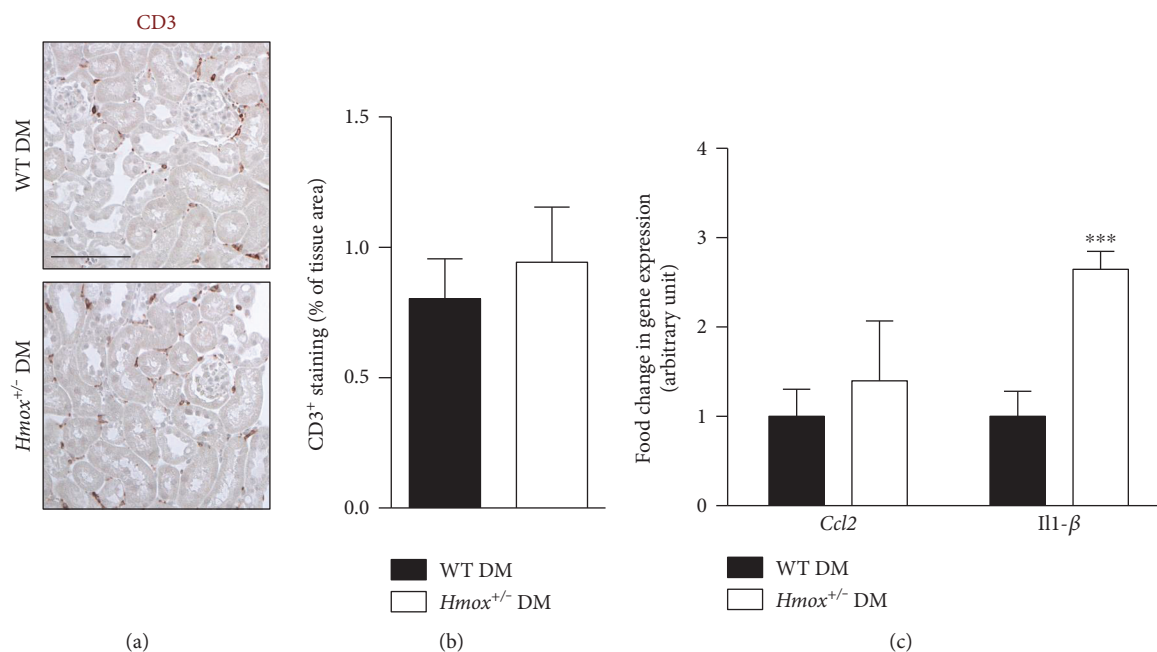 CD3
WT DM
Hmox+/- DM
(a)
CD3+ staining (% of tissue area)
1.5
1.0
0.5
0.0
WT DM
Hmox+/- DM
(b)
Food change in gene expression
(arbitrary unit)
4
3
2
1
0
***
Ccl2
Il1-β
WT DM
Hmox+/- DM
(c)